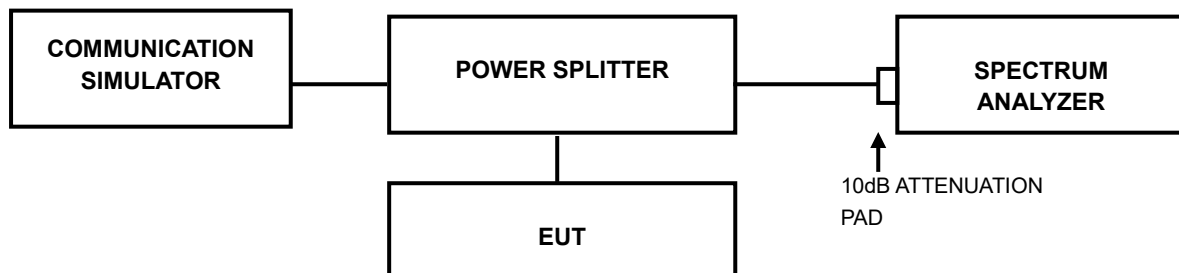 COMMUNICATION
SIMULATOR
POWER SPLITTER
SPECTRUM
ANALYZER
10dB ATTENUATION
PAD
EUT